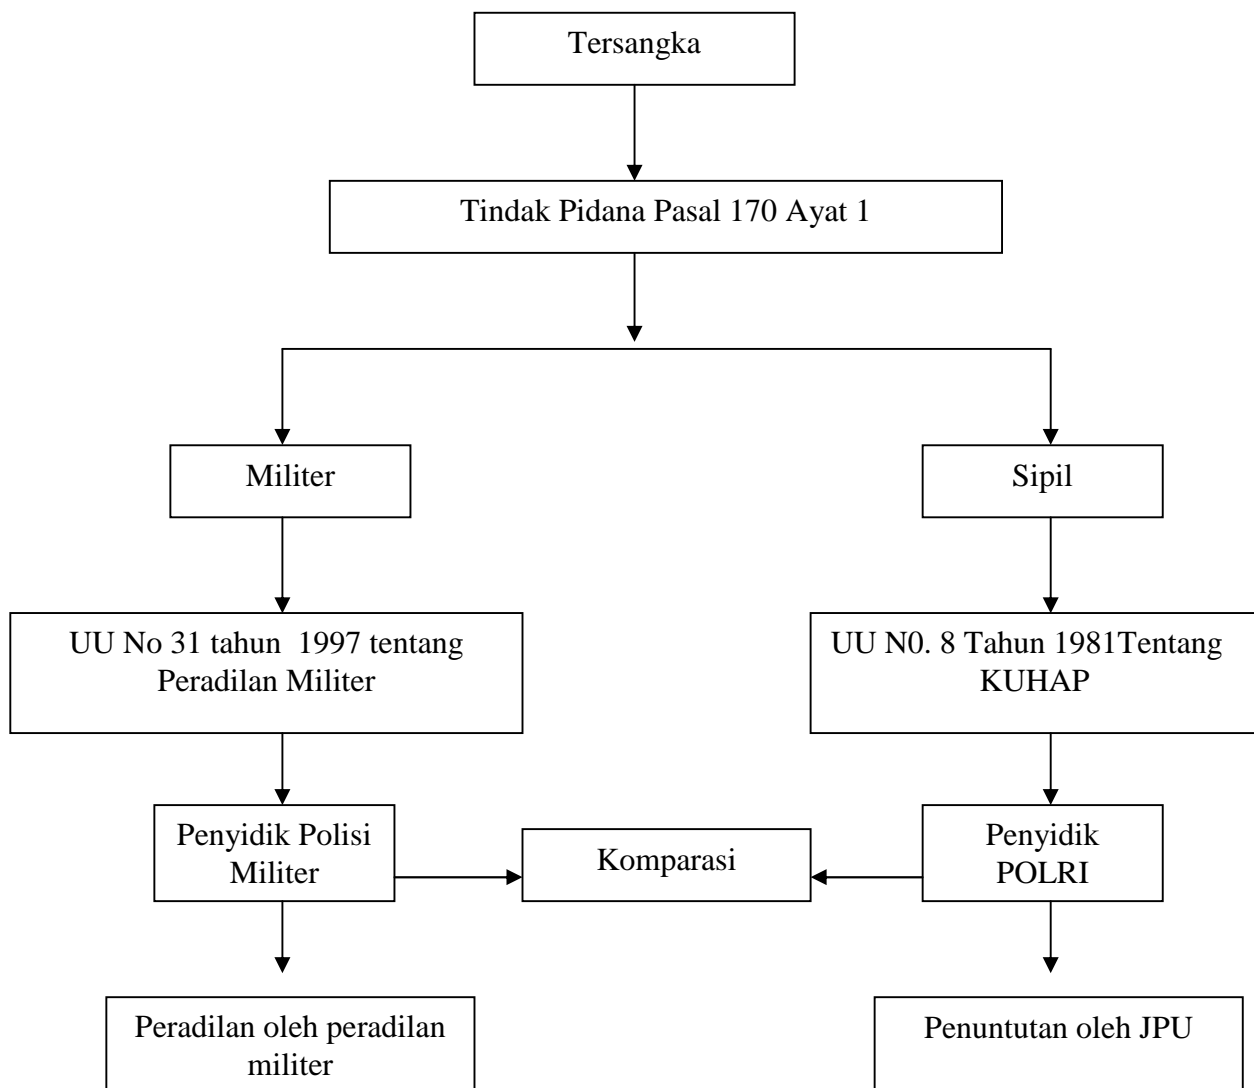 Tersangka
Tindak Pidana Pasal 170 Ayat 1
Militer
Sipil
UU No 31 tahun  1997 tentang
Peradilan Militer
UU N0. 8 Tahun 1981Tentang
KUHAP
Penyidik Polisi
Militer
Komparasi
Penyidik
POLRI
Peradilan oleh peradilan
militer
Penuntutan oleh JPU